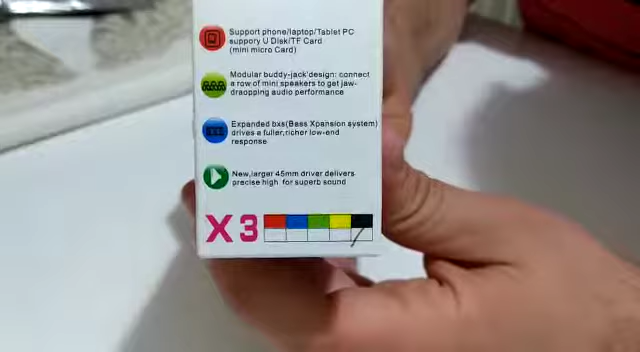 Support phone/laptop/Tablet PC
support U Disk/TF Card
(mini micro Card)
Modular buddy-jack'design: connect
a row of mini speakers to get jaw-
draopping audio performance
Expanded bxs(Bass Xpansion system)
drives a fuller,richer low-end
response
New,larger 45mm driver delivers
precise high for superb sound
X3